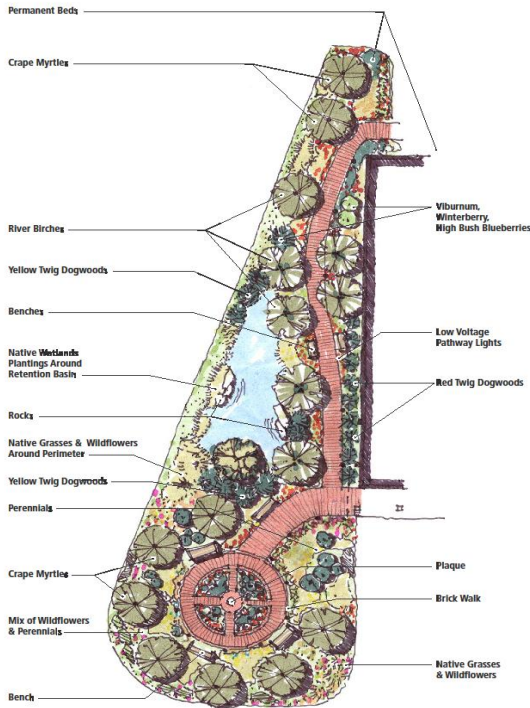 Permanent Beds
Crape Myrtles
River Birches
Yellow Twig Dogwoods
Benches
Native Wetlands
Plantings Around
Retention Basin
Rocks
Native Grasses & Wildflowers
Around Perimeter
Yellow Twig Dogwoods
Perennials
Crape Myrtles
Mix of Wildflowers
& Perennials
Bench
Viburnum,
Winterberry,
High Bush Blueberries
Low Voltage
Pathway Lights
Red Twig Dogwoods
Plaque
Brick Walk
Native Grasses
& Wildflowers